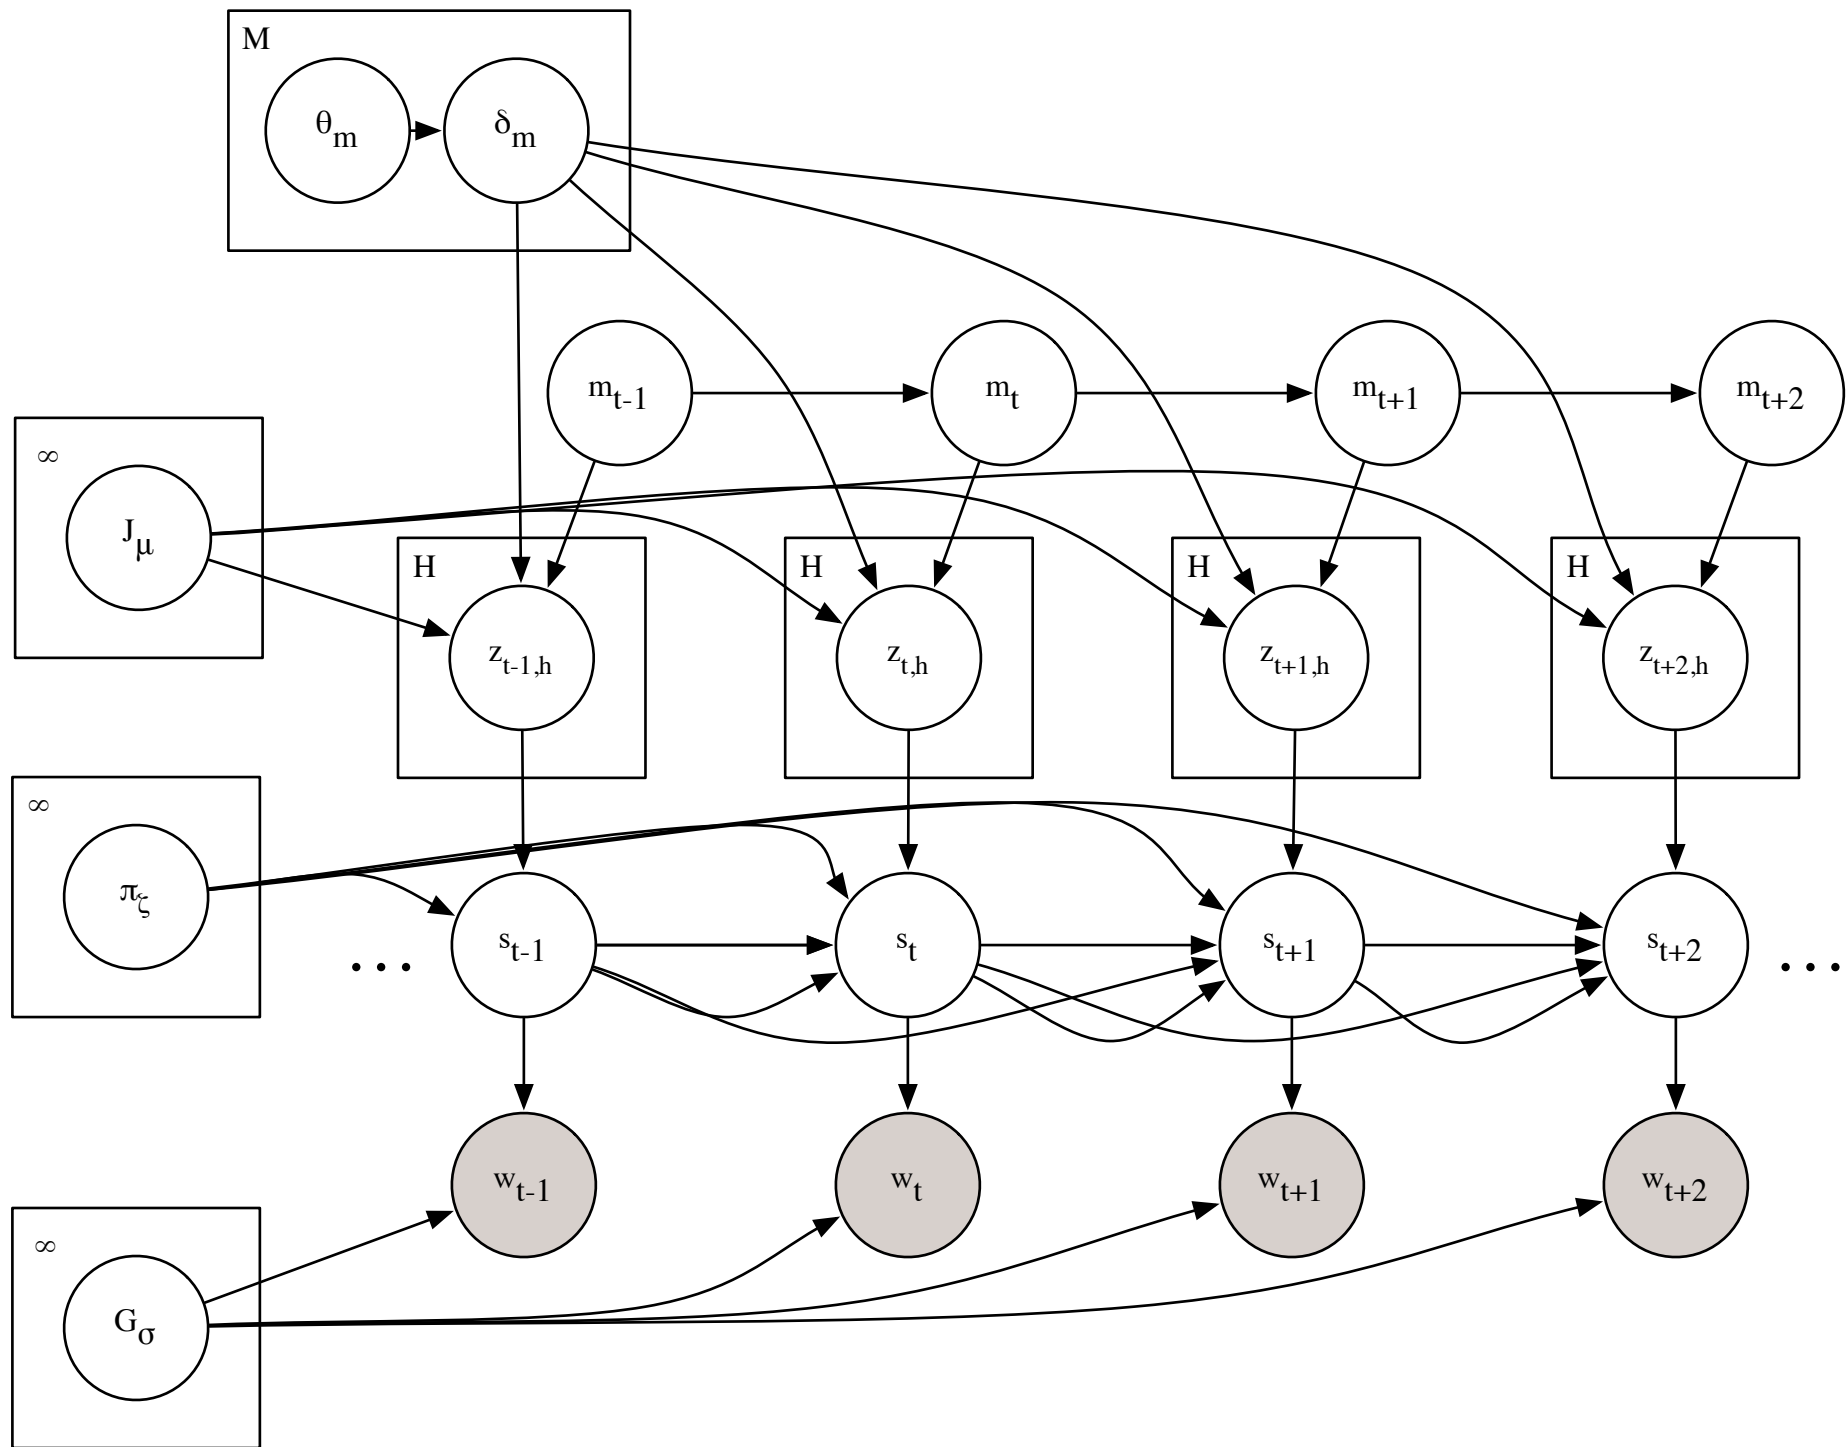 M
θm δm
mt-1 mt mt+1 mt+2
∞
Jμ
H H H H
zt-1,h zt,h zt+1,h zt+2,h
∞
πζ
st-1 st st+1 st+2
... ...
wt-1 wt wt+1 wt+2
∞
Gσ